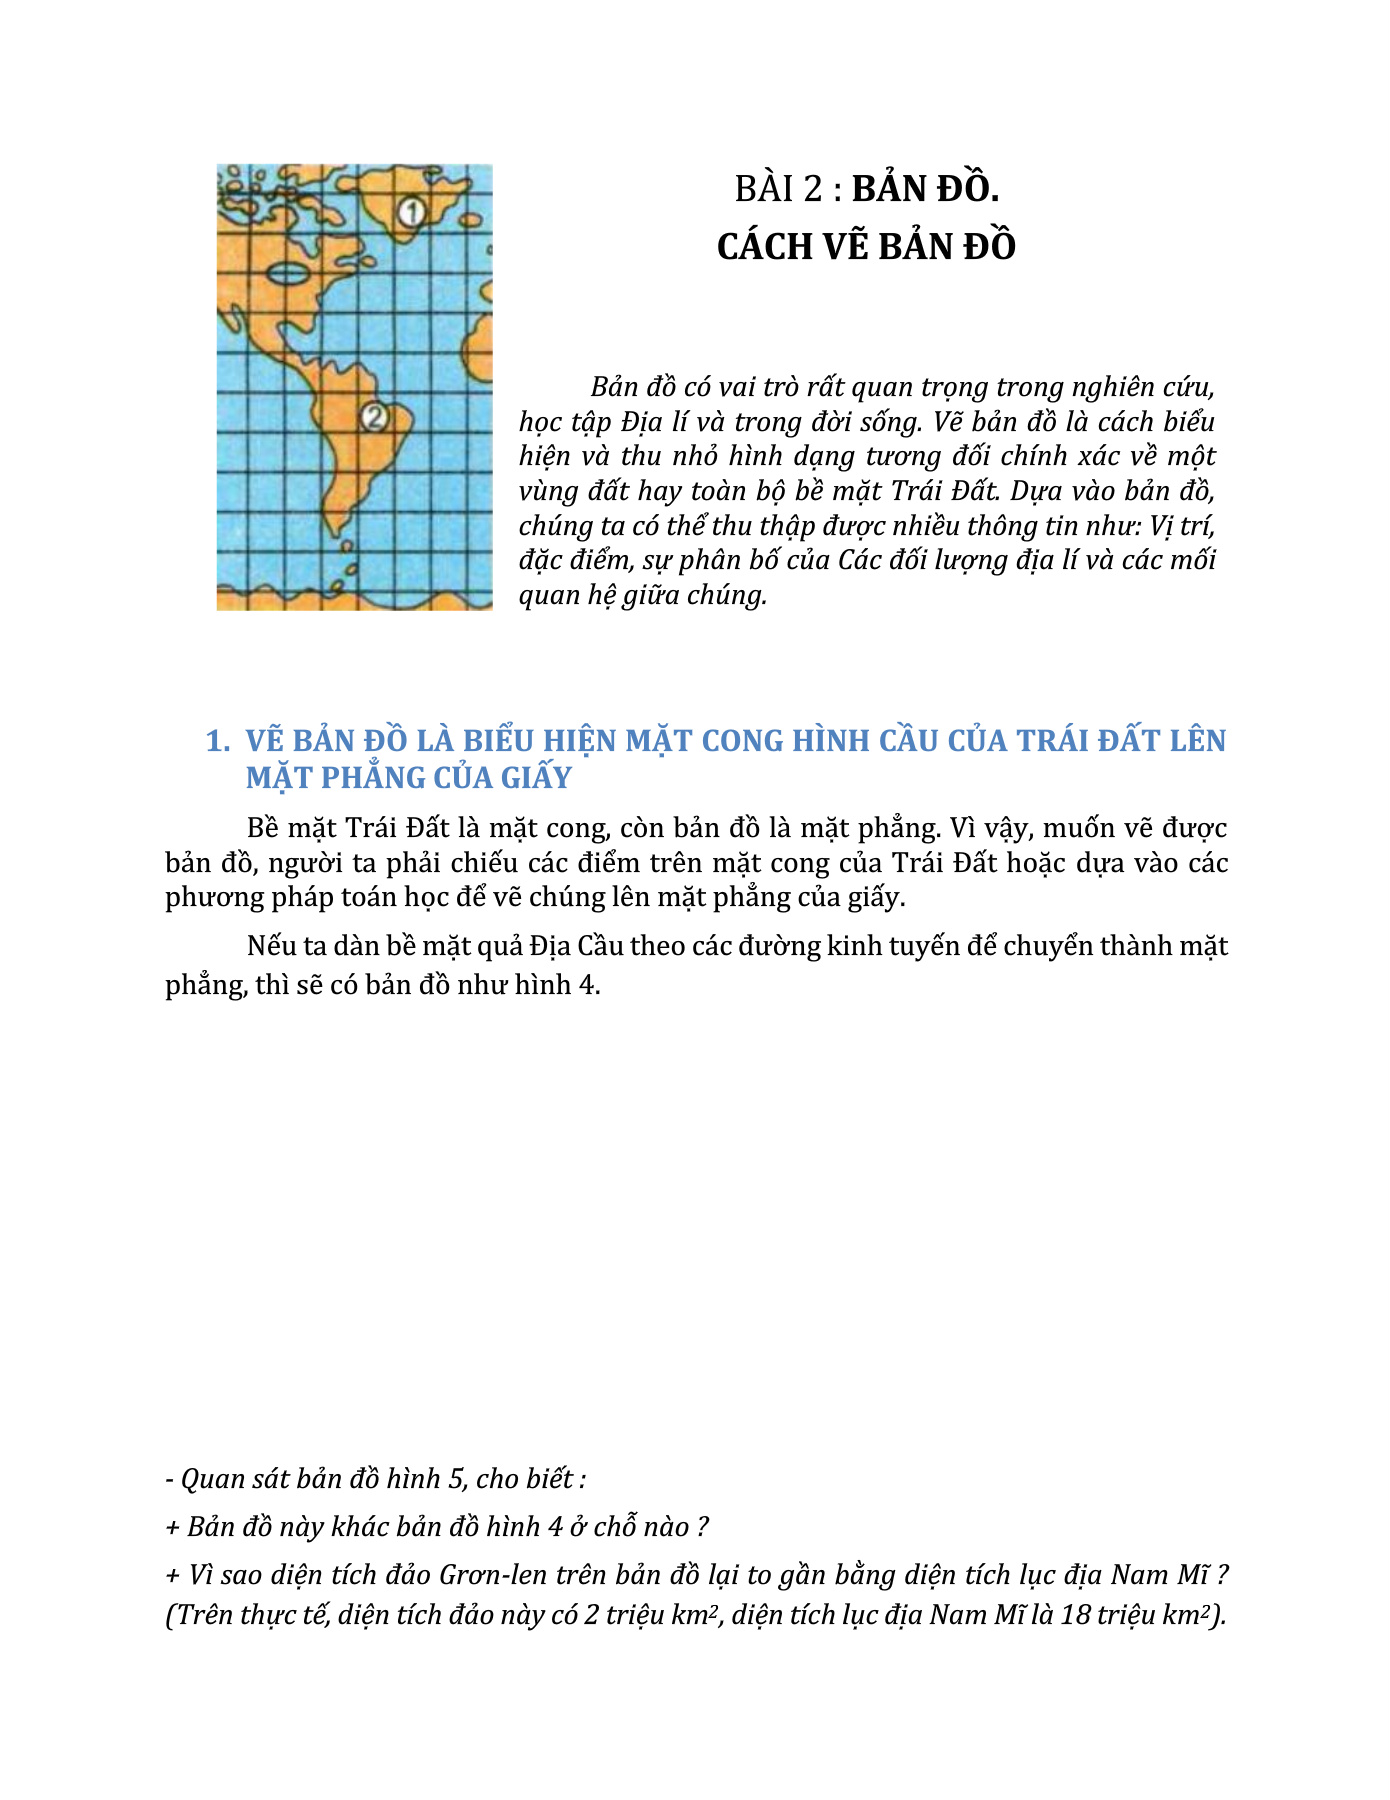 BÀI 2 : BẢN ĐỒ.
CÁCH VẼ BẢN ĐỒ
1
2
Bản đồ có vai trò rất quan trọng trong nghiên cứu,
học tập Địa lí và trong đời sống. Vẽ bản đồ là cách biểu
hiện và thu nhỏ hình dạng tương đối chính xác về một
vùng đất hay toàn bộ bề mặt Trái Đất. Dựa vào bản đồ,
chúng ta có thể thu thập được nhiều thông tin như: Vị trí,
đặc điểm, sự phân bố của Các đối lượng địa lí và các mối
quan hệ giữa chúng.
1. VẼ BẢN ĐỒ LÀ BIỂU HIỆN MẶT CONG HÌNH CẦU CỦA TRÁI ĐẤT LÊN
MẶT PHẲNG CỦA GIẤY
Bề mặt Trái Đất là mặt cong, còn bản đồ là mặt phẳng. Vì vậy, muốn vẽ được
bản đồ, người ta phải chiếu các điểm trên mặt cong của Trái Đất hoặc dựa vào các
phương pháp toán học để vẽ chúng lên mặt phẳng của giấy.
Nếu ta dàn bề mặt quả Địa Cầu theo các đường kinh tuyến để chuyển thành mặt
phẳng, thì sẽ có bản đồ như hình 4.
- Quan sát bản đồ hình 5, cho biết :
+ Bản đồ này khác bản đồ hình 4 ở chỗ nào ?
+ Vì sao diện tích đảo Grơn-len trên bản đồ lại to gần bằng diện tích lục địa Nam Mĩ ?
(Trên thực tế, diện tích đảo này có 2 triệu km², diện tích lục địa Nam Mĩ là 18 triệu km²).